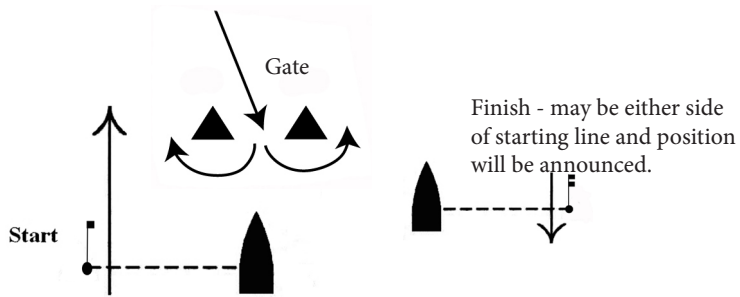 Gate
Finish - may be either side
of starting line and position
will be announced.
Start